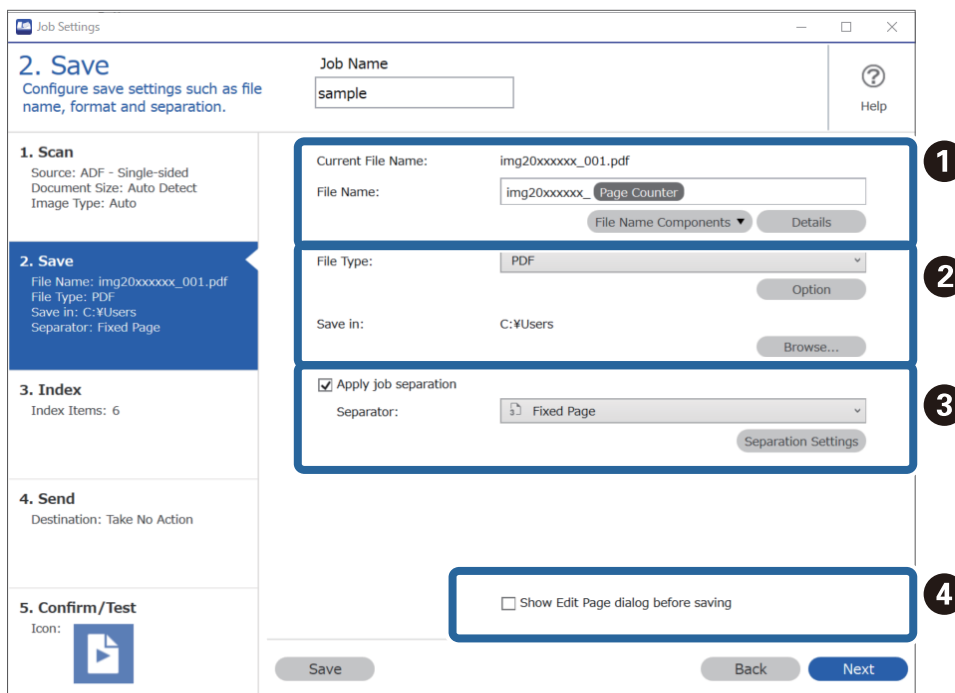 Job Settings
2. Save
Configure save settings such as file
name, format and separation.
Job Name
sample
Help
1. Scan
Source: ADF - Single-sided
Document Size: Auto Detect
Image Type: Auto
2. Save
File Name: img20xxxxxx_001.pdf
File Type: PDF
Save in: C:¥Users
Separator: Fixed Page
3. Index
Index Items: 6
4. Send
Destination: Take No Action
5. Confirm/Test
Icon:
Current File Name: img20xxxxxx_001.pdf
File Name: img20xxxxxx_ Page Counter
File Name Components ▼ Details
1
File Type: PDF
Option
Save in: C:¥Users
Browse...
2
Apply job separation
Separator: 3 Fixed Page
Separation Settings
3
Show Edit Page dialog before saving
4
Save Back Next